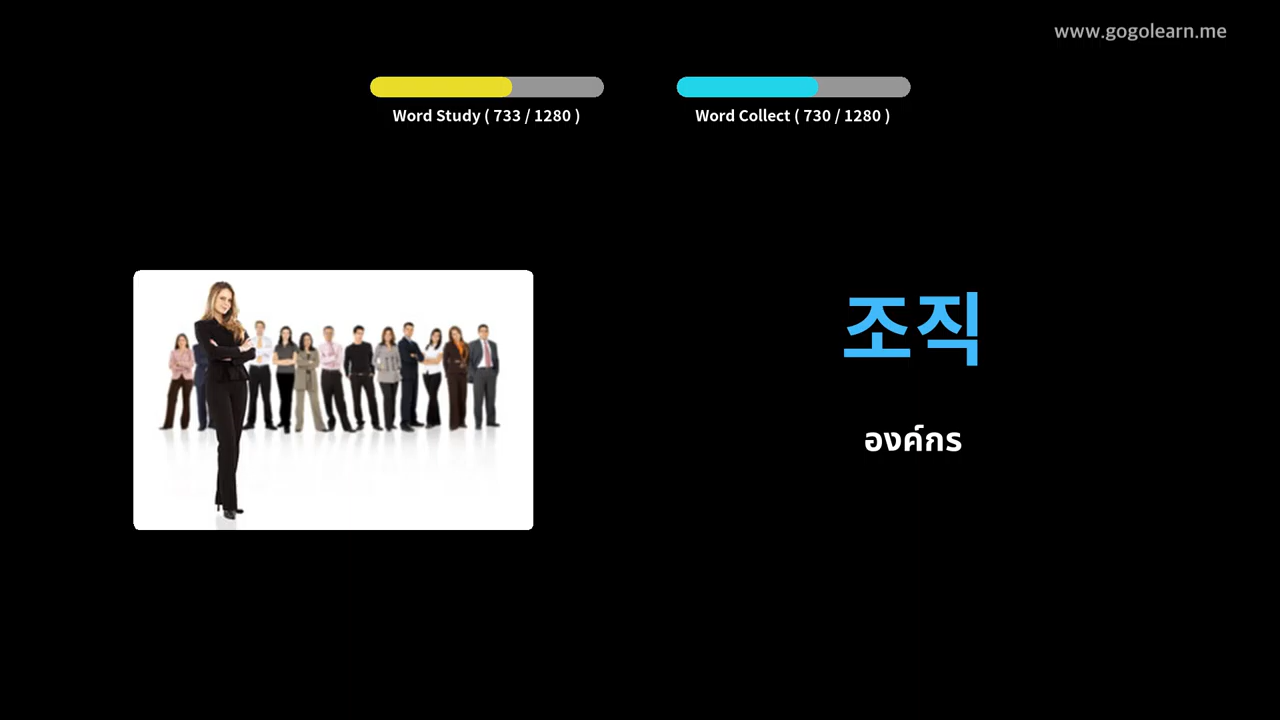 www.gogolearn.me
Word Study ( 733 / 1280 )
Word Collect ( 730 / 1280 )
조직
องค์กร